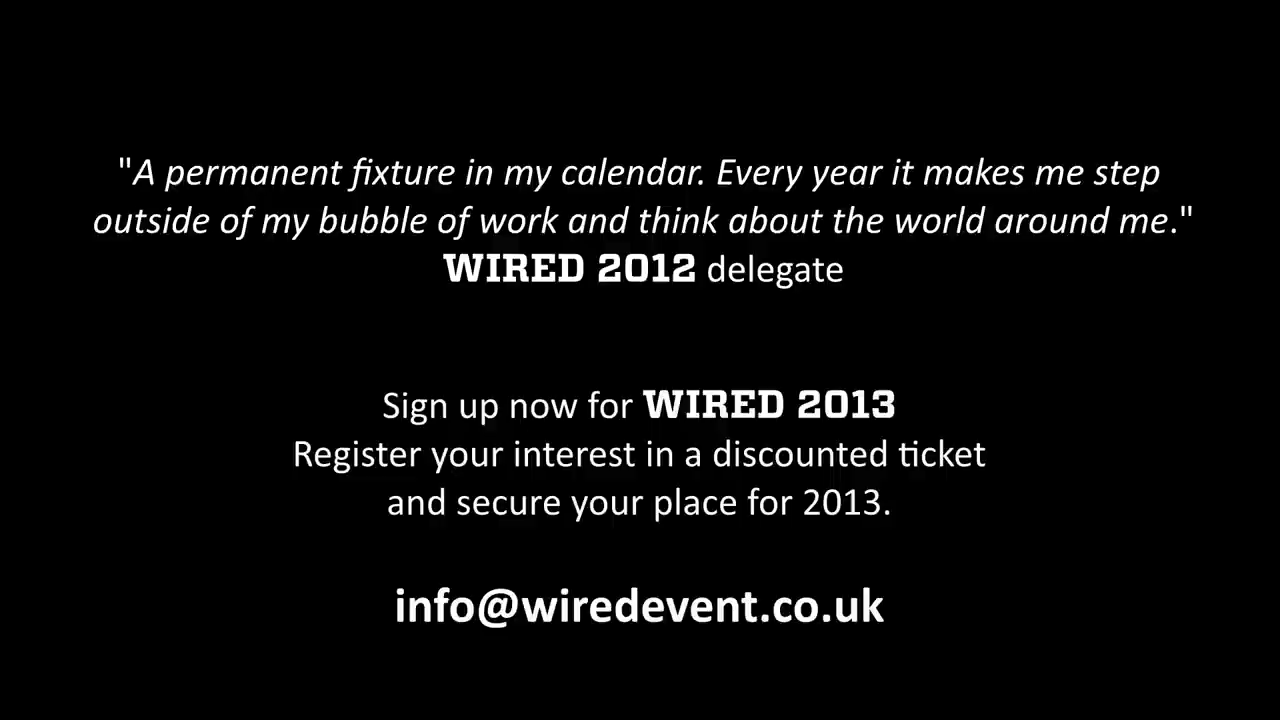 "A permanent fixture in my calendar. Every year it makes me step
outside of my bubble of work and think about the world around me."
WIRED 2012 delegate
Sign up now for WIRED 2013
Register your interest in a discounted ticket
and secure your place for 2013.
info@wiredevent.co.uk